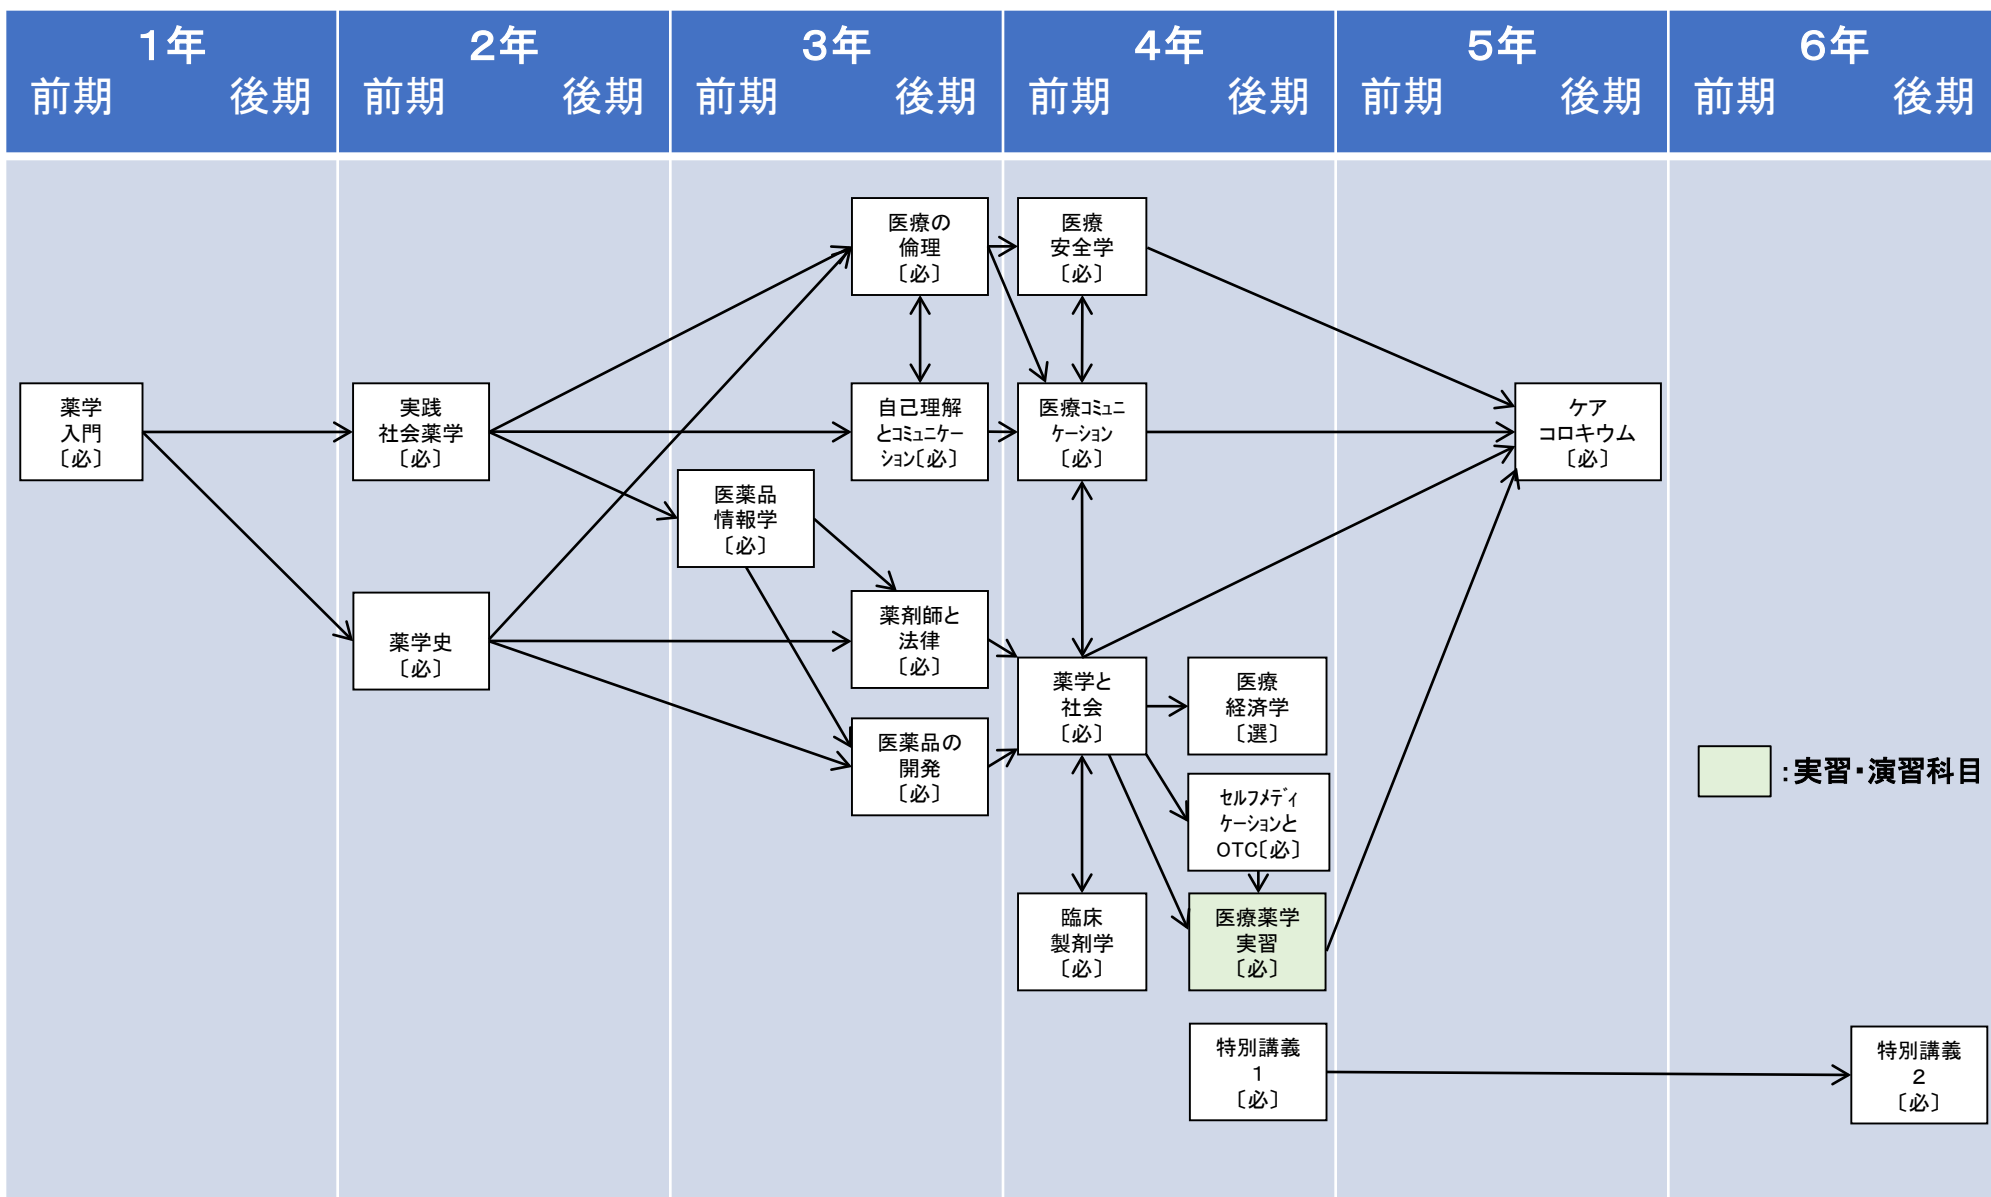 1年
前期 後期
2年
前期 後期
3年
前期 後期
4年
前期 後期
5年
前期 後期
6年
前期 後期
医療の
倫理
〔必〕
医療
安全学
〔必〕
薬学
入門
〔必〕
実践
社会薬学
〔必〕
自己理解
とコミュニケー
ション〔必〕
医療コミュニ
ケーション
〔必〕
ケア
コロキウム
〔必〕
医薬品
情報学
〔必〕
薬学史
〔必〕
薬剤師と
法律
〔必〕
薬学と
社会
〔必〕
医療
経済学
〔選〕
医薬品の
開発
〔必〕
セルフメディ
ケーションと
OTC〔必〕
:実習・演習科目
臨床
製剤学
〔必〕
医療薬学
実習
〔必〕
特別講義
1
〔必〕
特別講義
2
〔必〕